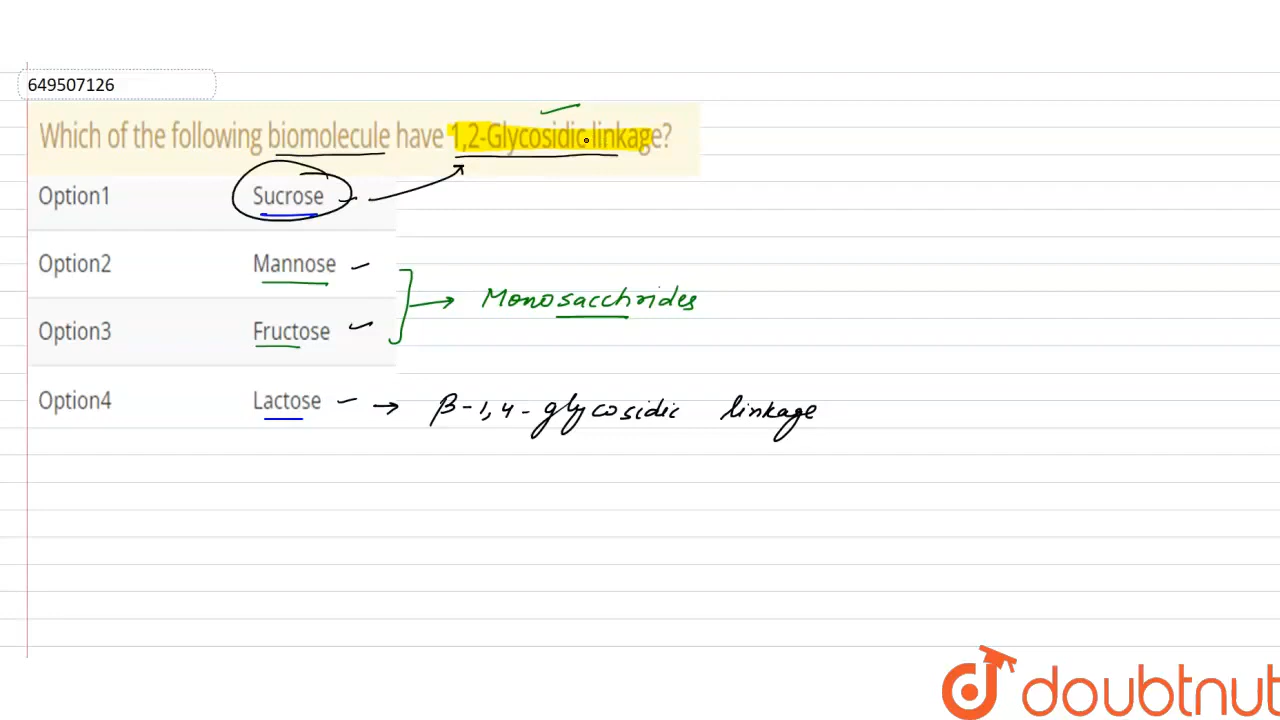 649507126
Which of the following biomolecule have 1,2-Glycosidic linkage?
Option1 Sucrose
Option2 Mannose
Monosacchrides
Option3 Fructose
Option4 Lactose → β-1,4-glycosidic linkage
doubtnut